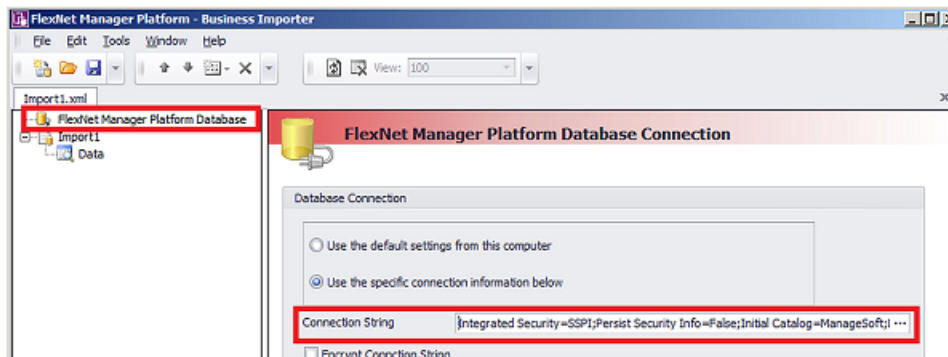 FlexNet Manager Platform - Business Importer
File Edit Tools Window Help
View: 100
Import1.xml
FlexNet Manager Platform Database
Import1
Data
FlexNet Manager Platform Database Connection
Database Connection
Use the default settings from this computer
Use the specific connection information below
Connection String Integrated Security=SSPI;Persist Security Info=False;Initial Catalog=ManageSoft;I ...
Encrypt Connction String